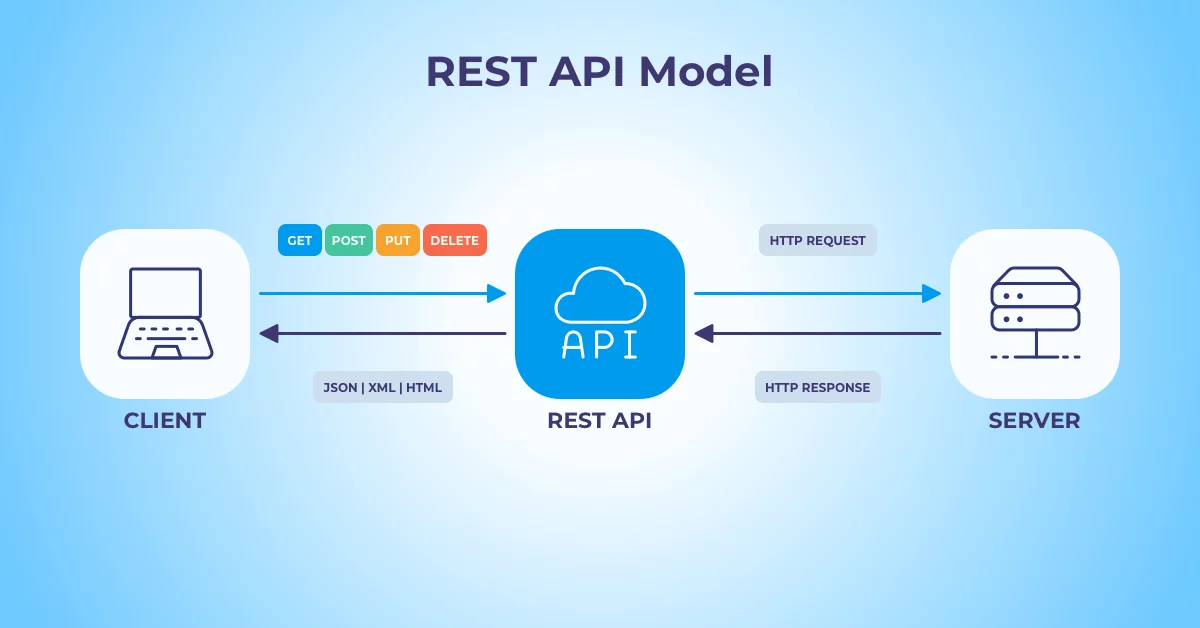 REST API Model
GET POST PUT DELETE
HTTP REQUEST
API
JSON | XML | HTML
HTTP RESPONSE
CLIENT
REST API
SERVER